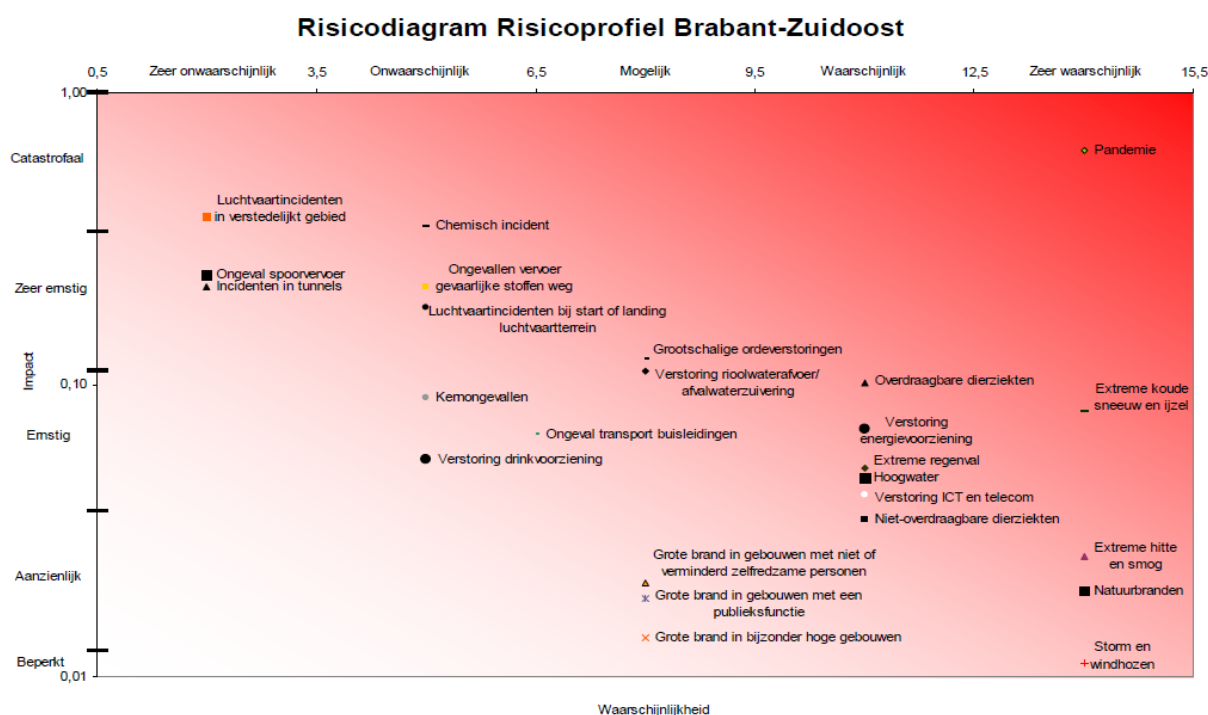 Risicodiagram Risicoprofiel Brabant-Zuidoost
0,5 Zeer onwaarschijnlijk 3,5 Onwaarschijnlijk 6,5 Mogelijk 9,5 Waarschijnlijk 12,5 Zeer waarschijnlijk 15,5
1,00
Catastrofaal
Pandemie
Luchtvaartincidenten
in verstedelijkt gebied
Chemisch incident
Ongeval spoorvervoer
Incidenten in tunnels
Ongevallen vervoer
gevaarlijke stoffen weg
Zeer ernstig
Luchtvaartincidenten bij start of landing
luchtvaartterrein
Impact
Grootschalige ordeverstoringen
0,10
Verstoring rioolwaterafvoer/
afvalwaterzuivering
Overdraagbare dierziekten
Extreme koude
sneeuw en ijzel
Kernongevallen
Ernstig
Ongeval transport buisleidingen
Verstoring
energievoorziening
Verstoring drinkvoorziening
Extreme regenval
Hoogwater
Verstoring ICT en telecom
Niet-overdraagbare dierziekten
Extreme hitte
en smog
Grote brand in gebouwen met niet of
verminderd zelfredzame personen
Aanzienlijk
Natuurbranden
Grote brand in gebouwen met een
publieksfunctie
Grote brand in bijzonder hoge gebouwen
Storm en
windhozen
Beperkt
0,01
Waarschijnlijkheid